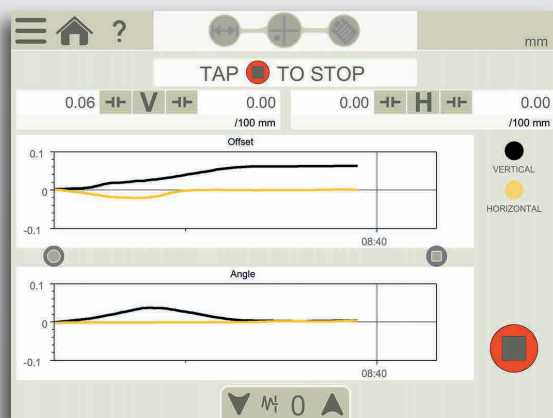 ?
mm
TAP TO STOP
0.06 V 0.00
/100 mm
0.00 H 0.00
/100 mm
Offset
0.1
0
-0.1
08:40
VERTICAL
HORIZONTAL
Angle
0.1
0
-0.1
08:40
0